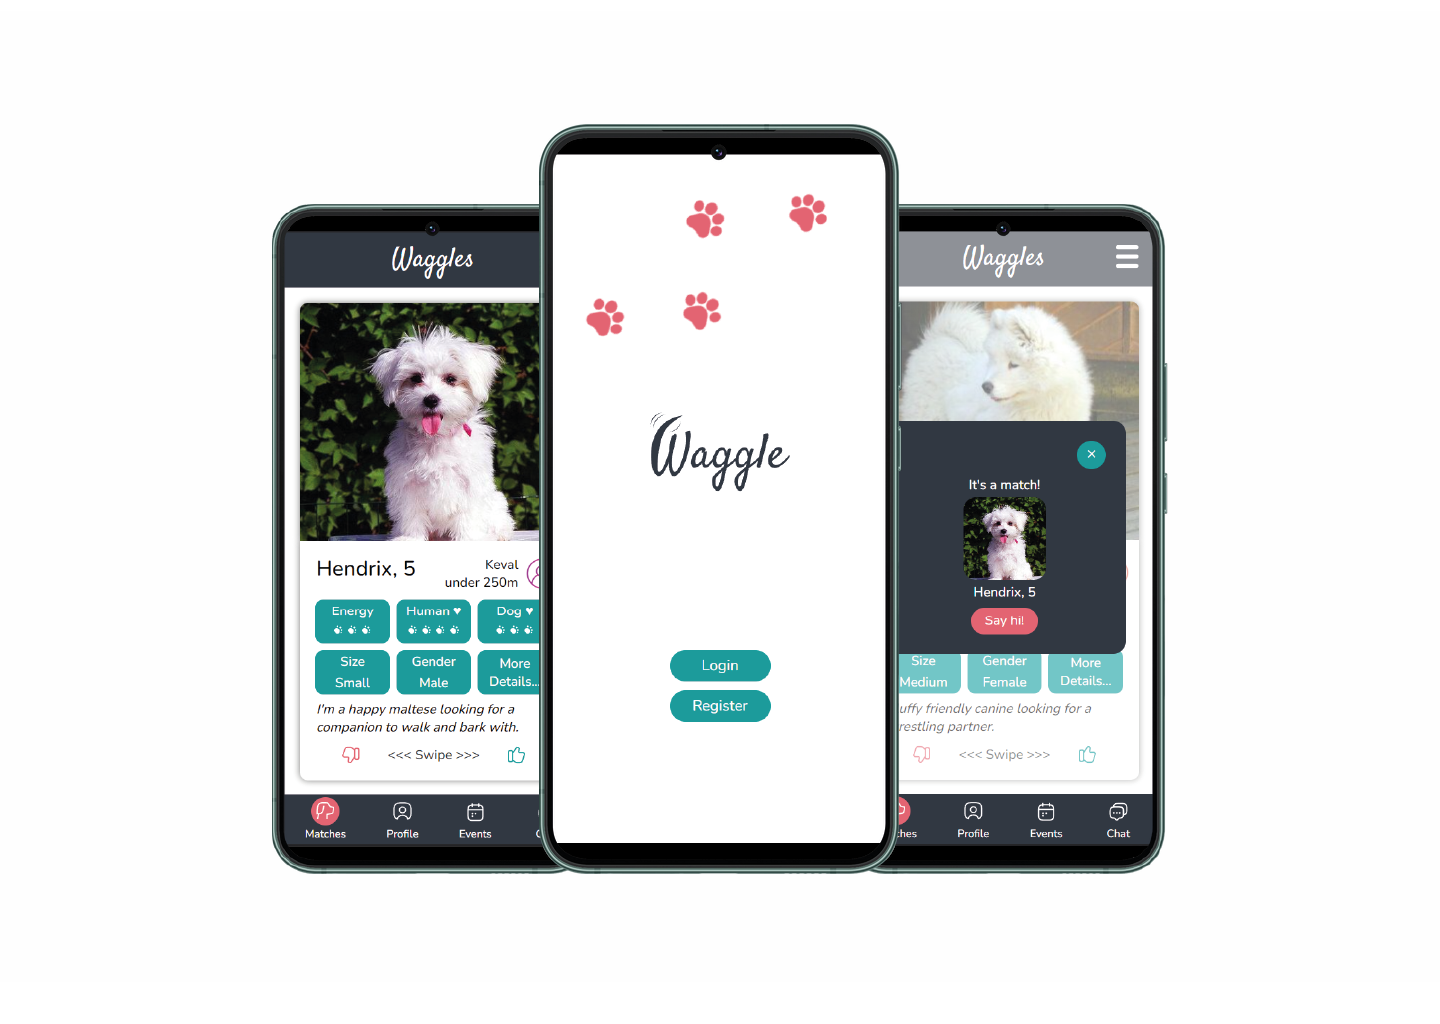 Waggles
Hendrix, 5
Keval
under 250m
Energy
Human ♥
Dog ♥
Size
Small
Gender
Male
More
Details...
I'm a happy maltese looking for a
companion to walk and bark with.
<<< Swipe >>>
Matches
Profile
Events
Waggle
Login
Register
Waggles
×
It's a match!
Hendrix, 5
Say hi!
Size
Medium
Gender
Female
More
Details...
uffy friendly canine looking for a
restling partner.
<<< Swipe >>>
hes
Profile
Events
Chat